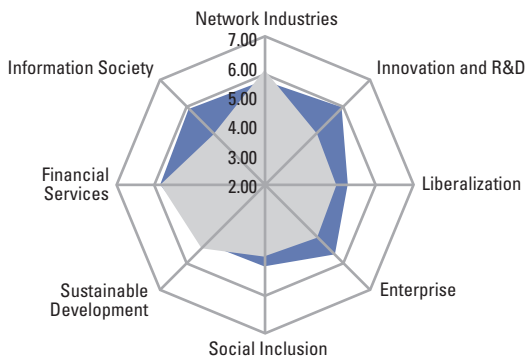 Network Industries
7.00
6.00
5.00
4.00
3.00
2.00
Information Society
Innovation and R&D
Financial
Services
Liberalization
Sustainable
Development
Enterprise
Social Inclusion